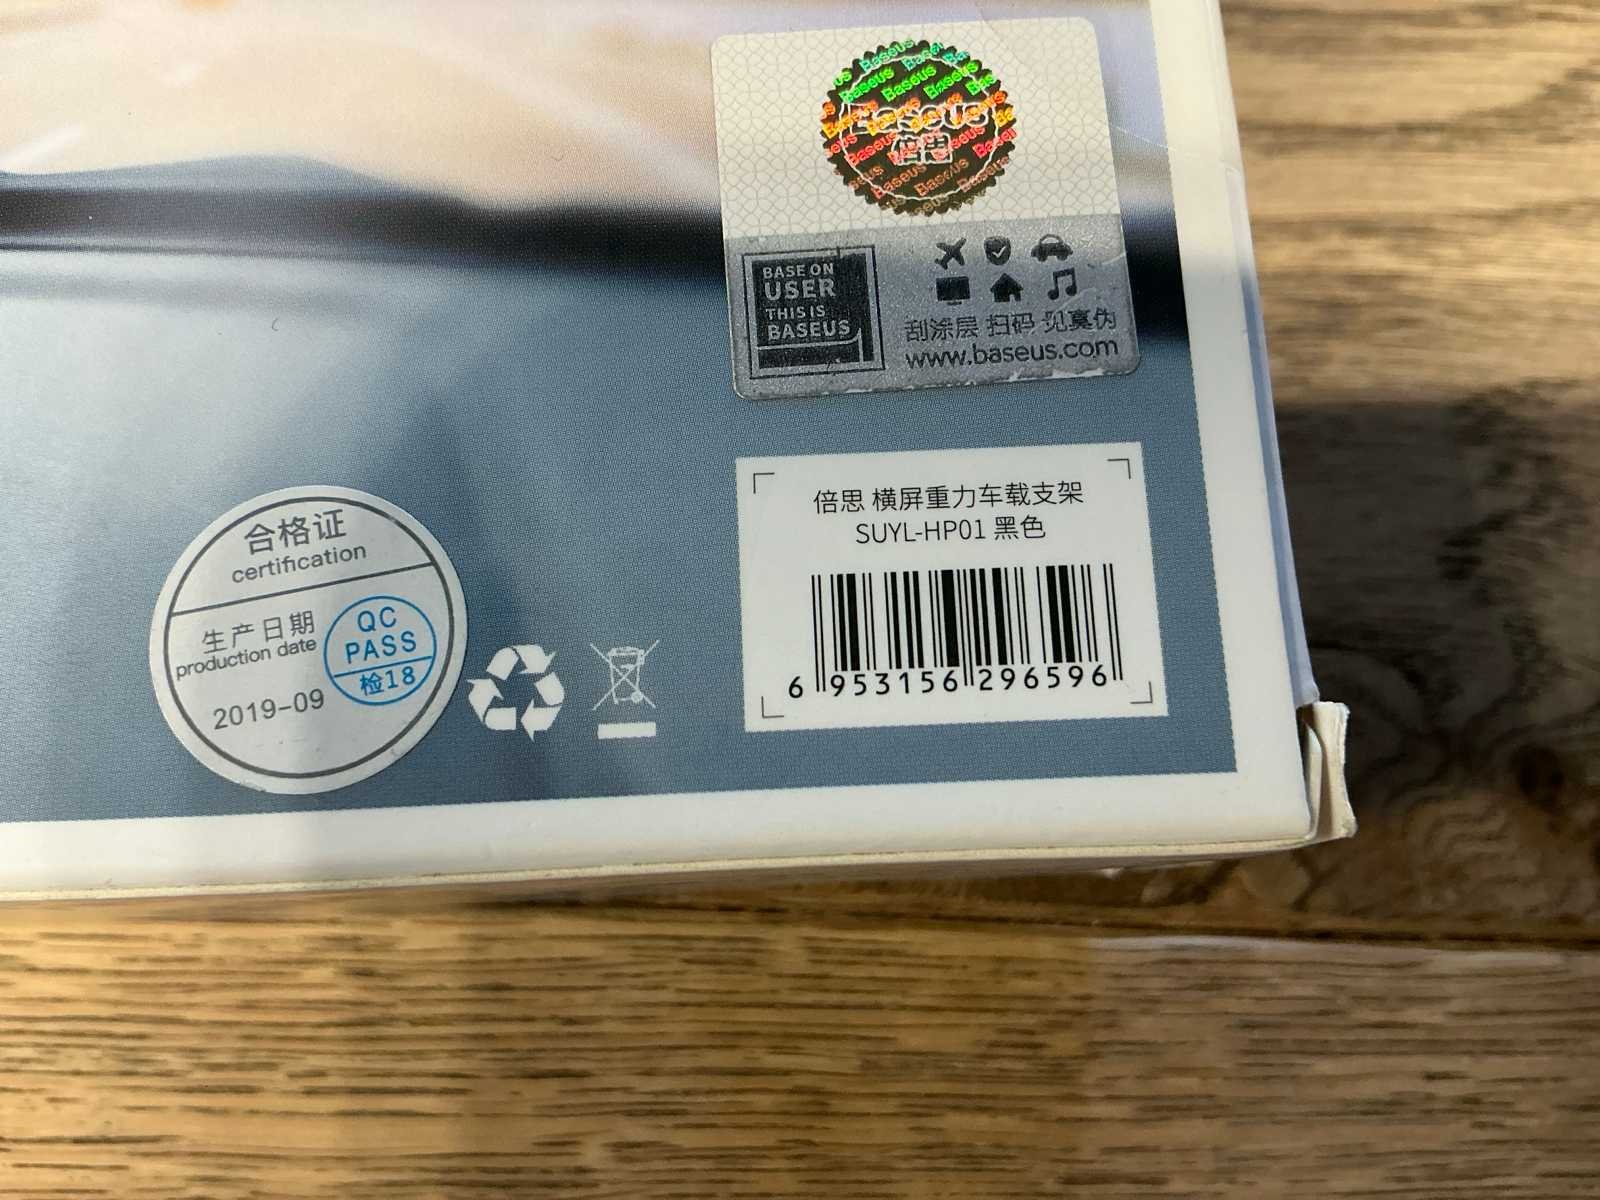 Baseus
倍思
BASE ON
USER
THIS IS
BASEUS
刮涂层 扫码 见真伪
www.baseus.com
倍思 横屏重力车载支架
SUYL-HP01 黑色
6 953156 296596
合格证
certification
生产日期
production date
2019-09
QC
PASS
检18